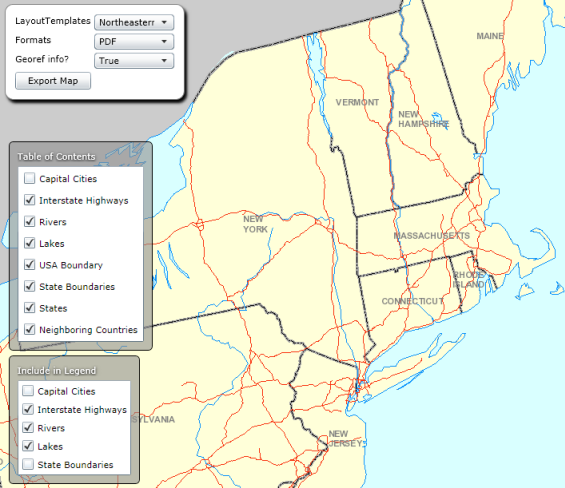 LayoutTemplates Northeasterr
Formats PDF
Georef info? True
Export Map
MAINE
VERMONT
NEW
HAMPSHIRE
Table of Contents
Capital Cities
Interstate Highways
Rivers
Lakes
USA Boundary
State Boundaries
States
Neighboring Countries
NEW
YORK
MASSACHUSETTS
RHODE
ISLAND
CONNECTICUT
Include in Legend
Capital Cities
Interstate Highways
Rivers
Lakes
State Boundaries
SYLVANIA
NEW
JERSEY